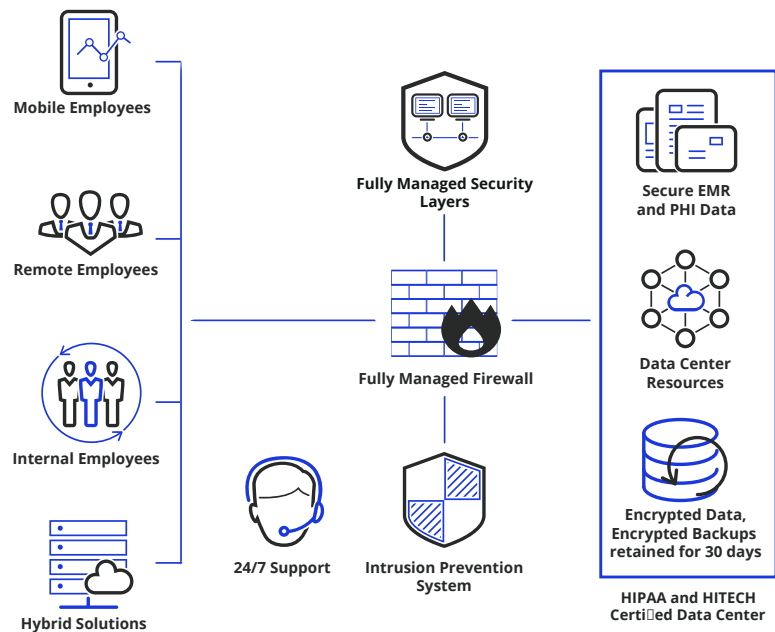 Mobile Employees
Remote Employees
Internal Employees
Hybrid Solutions
24/7 Support
Fully Managed Security
Layers
Fully Managed Firewall
Intrusion Prevention
System
Secure EMR
and PHI Data
Data Center
Resources
Encrypted Data,
Encrypted Backups
retained for 30 days
HIPAA and HITECH
Certi▯ed Data Center